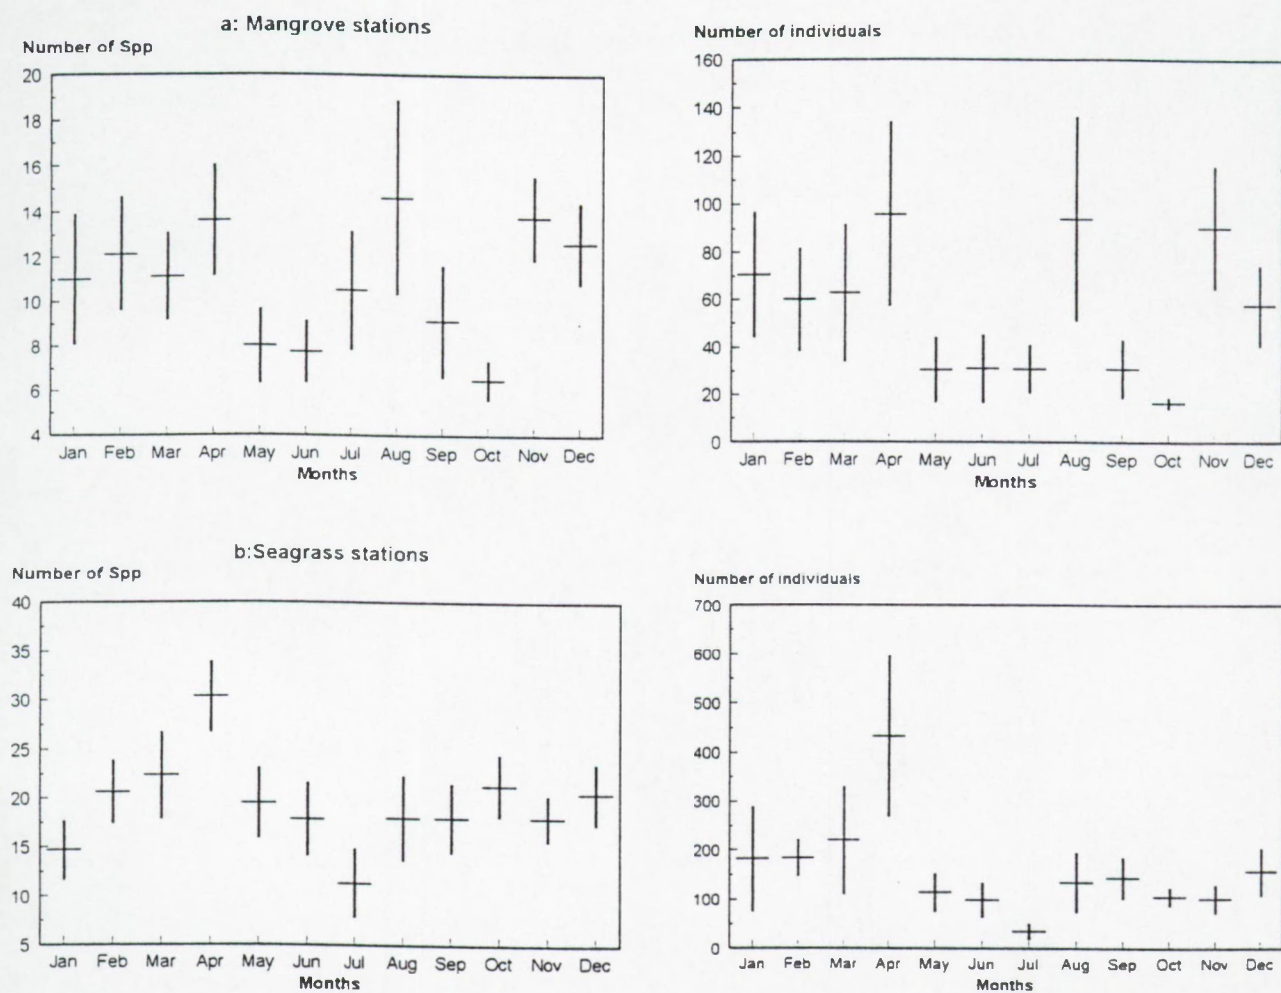 a: Mangrove stations
Number of Spp
20
18
16
14
12
10
8
6
4
Jan Feb Mar Apr May Jun Jul Aug Sep Oct Nov Dec
Months
Number of individuals
160
140
120
100
80
60
40
20
0
Jan Feb Mar Apr May Jun Jul Aug Sep Oct Nov Dec
Months
b:Seagrass stations
Number of Spp
40
35
30
25
20
15
10
5
Jan Feb Mar Apr May Jun Jul Aug Sep Oct Nov Dec
Months
Number of individuals
700
600
500
400
300
200
100
0
Jan Feb Mar Apr May Jun Jul Aug Sep Oct Nov Dec
Months